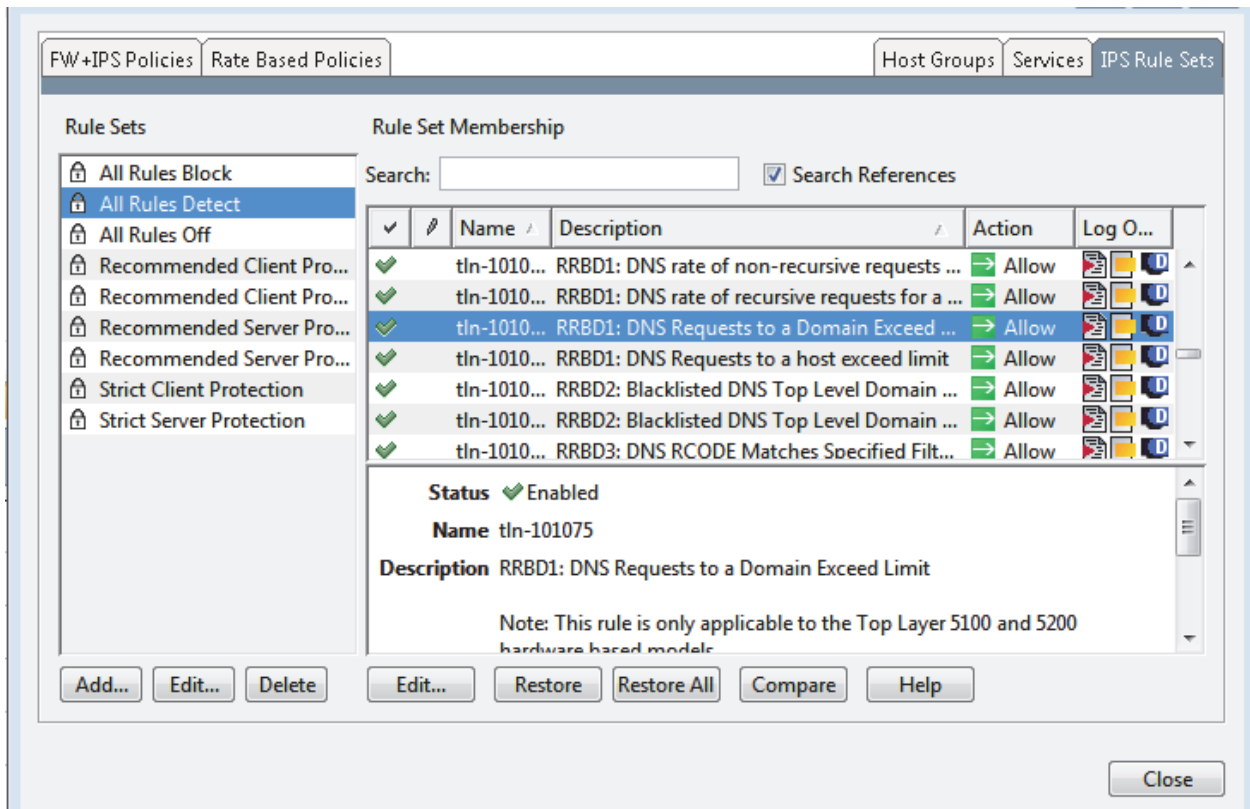 FW+IPS Policies Rate Based Policies Host Groups Services IPS Rule Sets
Rule Sets
Rule Set Membership
All Rules Block
All Rules Detect
All Rules Off
Recommended Client Pro...
Recommended Client Pro...
Recommended Server Pro...
Recommended Server Pro...
Strict Client Protection
Strict Server Protection
Search: Search References
Name Description Action Log O...
tln-1010... RRBD1: DNS rate of non-recursive requests ... Allow
tln-1010... RRBD1: DNS rate of recursive requests for a ... Allow
tln-1010... RRBD1: DNS Requests to a Domain Exceed ... Allow
tln-1010... RRBD1: DNS Requests to a host exceed limit Allow
tln-1010... RRBD2: Blacklisted DNS Top Level Domain ... Allow
tln-1010... RRBD2: Blacklisted DNS Top Level Domain ... Allow
tln-1010... RRBD3: DNS RCODE Matches Specified Filt... Allow
Status Enabled
Name tln-101075
Description RRBD1: DNS Requests to a Domain Exceed Limit
Note: This rule is only applicable to the Top Layer 5100 and 5200
hardware based models
Add... Edit... Delete Edit... Restore Restore All Compare Help
Close